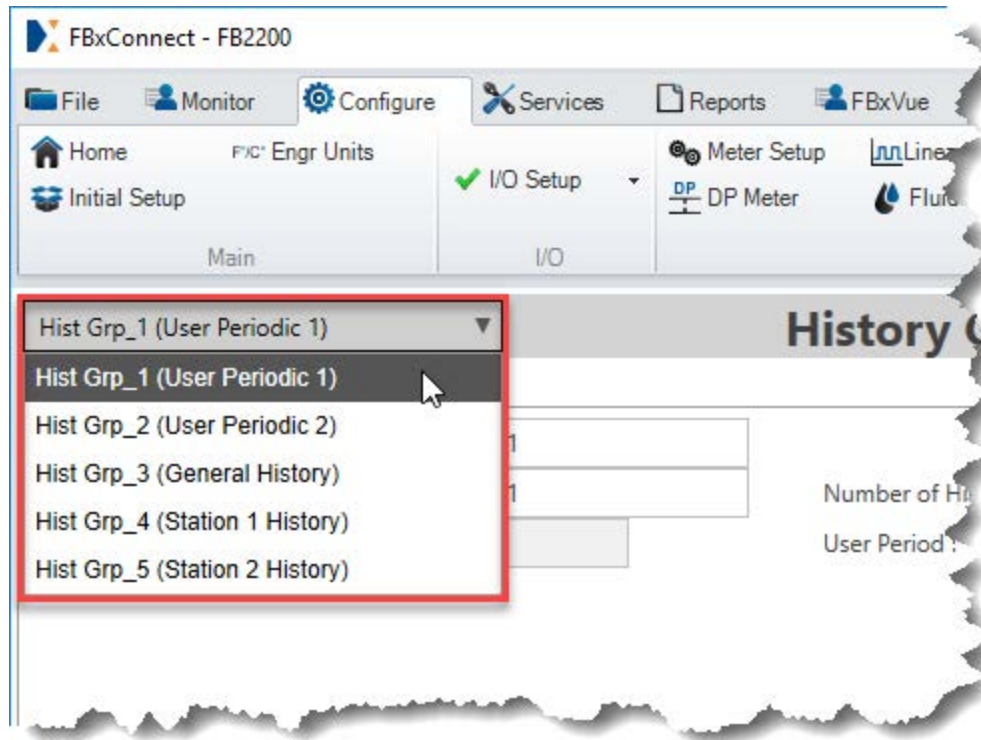 FBxConnect - FB2200
File Monitor Configure Services Reports FBxVue
Home F°/C° Engr Units I/O Setup Meter Setup
Initial Setup DP DP Meter
Main I/O
Hist Grp_1 (User Periodic 1) History
Hist Grp_1 (User Periodic 1)
Hist Grp_2 (User Periodic 2)
1
Hist Grp_3 (General History)
1 Number of
Hist Grp_4 (Station 1 History)
User Period
Hist Grp_5 (Station 2 History)